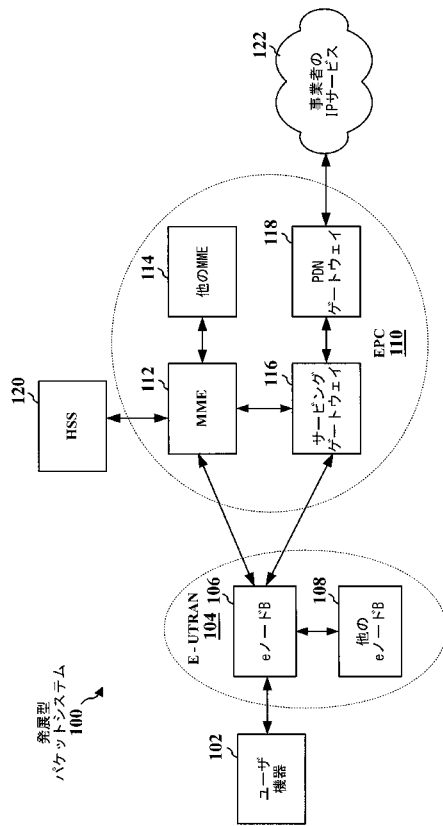 発展型
パケットシステム
100
102
ユーザ
機器
E-UTRAN
104
106
eノードB
108
他の
eノードB
120
HSS
112
MME
114
他のMME
116
サービング
ゲートウェイ
118
PDN
ゲートウェイ
EPC
110
122
事業者の
IPサービス